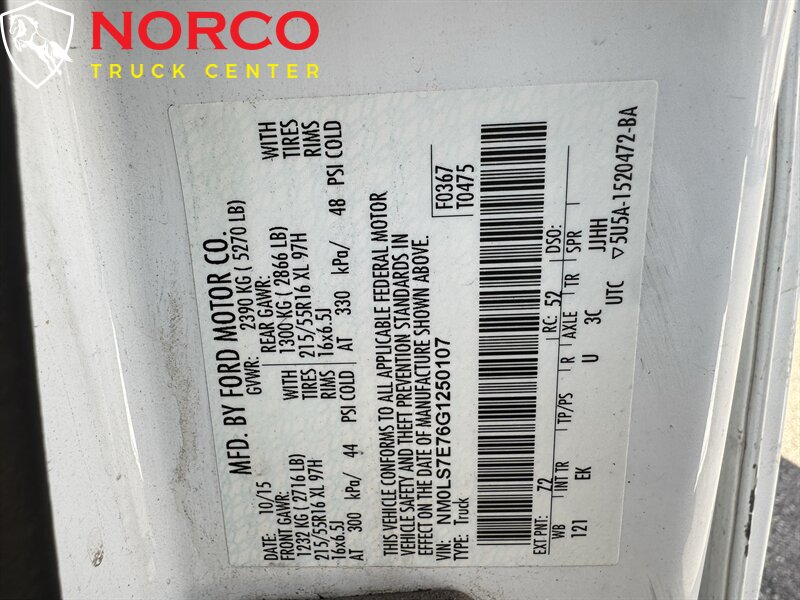 NORCO
TRUCK CENTER
MFD. BY FORD MOTOR CO.
DATE: 10/15 GVWR: 2390 KG ( 5270 LB)
FRONT GAWR: REAR GAWR:
1232 KG ( 2716 LB) WITH 1300 KG ( 2866 LB) WITH
215/55R16 XL 97H TIRES 215/55R16 XL 97H TIRES
16x6.5J RIMS 16x6.5J RIMS
AT 300 kPa/ 44 PSI COLD AT 330 kPa/ 48 PSI COLD
THIS VEHICLE CONFORMS TO ALL APPLICABLE FEDERAL MOTOR
VEHICLE SAFETY AND THEFT PREVENTION STANDARDS IN
EFFECT ON THE DATE OF MANUFACTURE SHOWN ABOVE.
VIN: NM0LS7E76G1250107
TYPE: Truck
F0367
T0475
EXT PNT: Z2 RC: 52 DSO:
WB INT TR TP/PS R AXLE TR SPR
121 EK U 3C JJHH
UTC ▽5U5A-1520472-BA